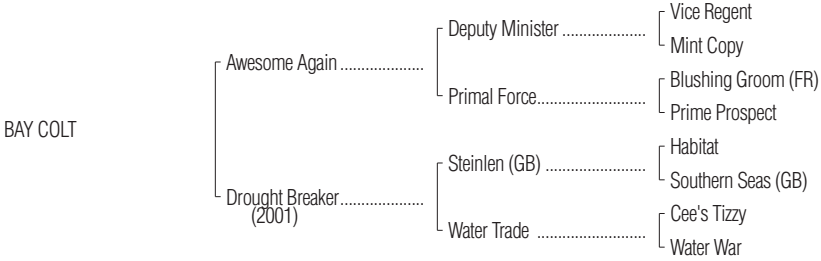 Vice Regent
Deputy Minister ....................
Mint Copy
Awesome Again ....................
Blushing Groom (FR)
Primal Force..........................
Prime Prospect
BAY COLT
Habitat
Steinlen (GB) ........................
Southern Seas (GB)
Drought Breaker....................
(2001)
Cee's Tizzy
Water Trade ..........................
Water War